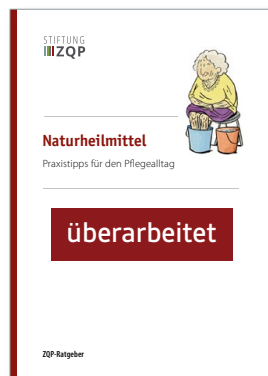 STIFTUNG
ZQP
Naturheilmittel
Praxistipps für den Pflegealltag
überarbeitet
ZQP-Ratgeber